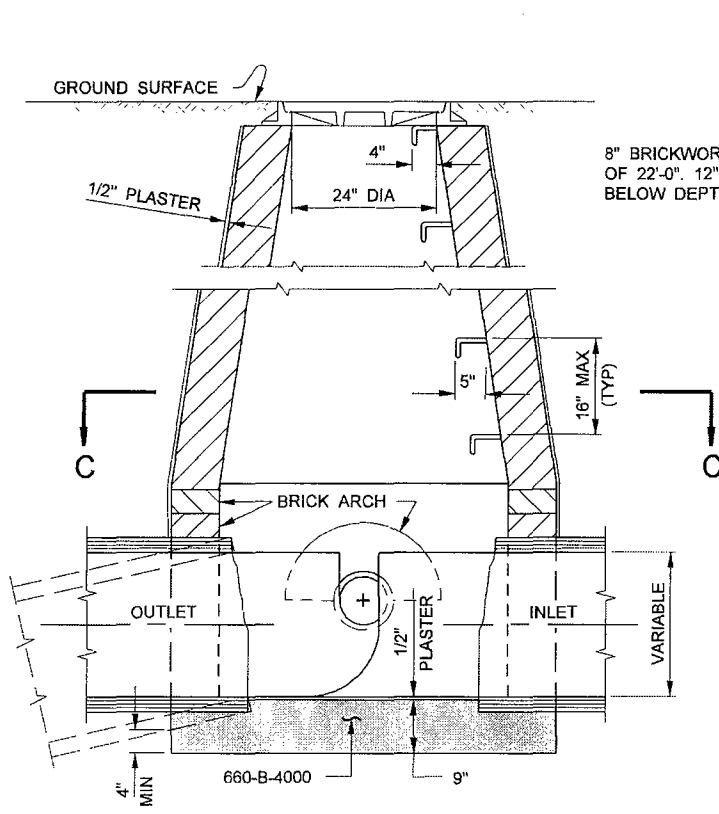 GROUND SURFACE
4"
8" BRICKWOR
OF 22'-0". 12"
BELOW DEPT
1/2" PLASTER
24" DIA
5"
16" MAX
(TYP)
C
C
BRICK ARCH
OUTLET
INLET
1/2"
PLASTER
VARIABLE
4"
MIN
660-B-4000
9"